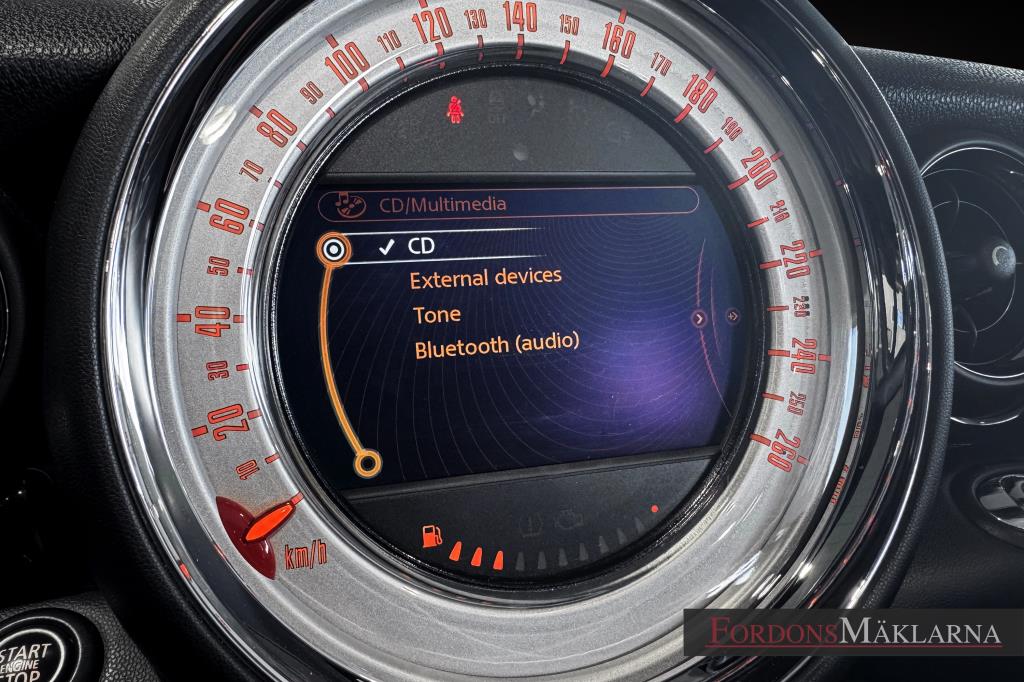 10
20
30
40
50
60
70
80
90
100
110
120
130
140
150
160
170
180
190
200
210
220
230
240
250
260
km/h
CD/Multimedia
✓ CD
External devices
Tone
Bluetooth (audio)
START
ENGINE
STOP
FORDONSMÄKLARNA